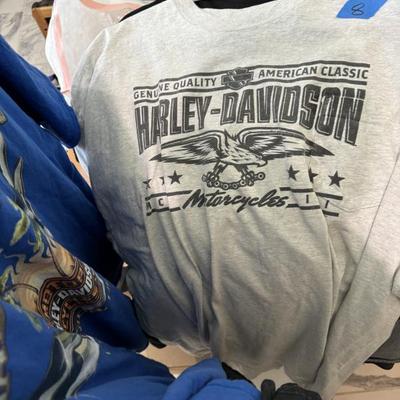 8
GENUINE QUALITY AMERICAN CLASSIC
HARLEY-DAVIDSON
Motorcycles